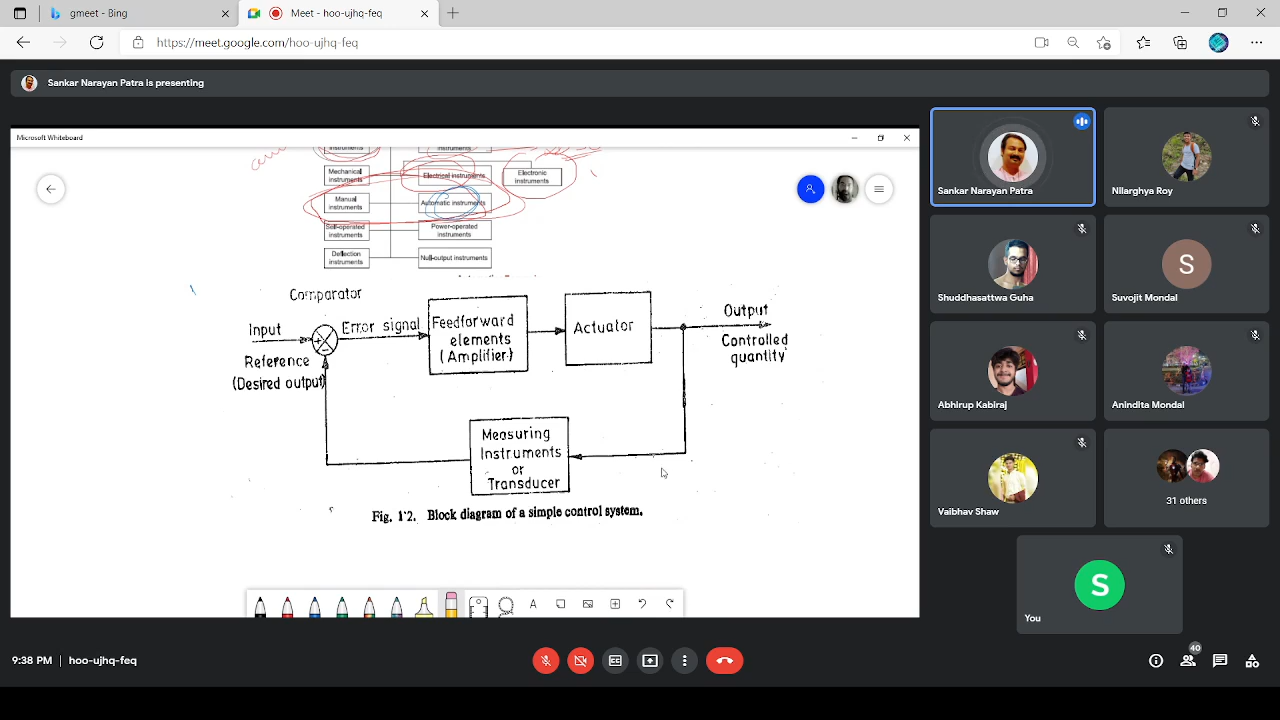 gmeet - Bing
Meet - hoo-ujhq-feq
https://meet.google.com/hoo-ujhq-feq
Sankar Narayan Patra is presenting
Microsoft Whiteboard
instruments
instruments
Mechanical
instruments
Electrical instruments
Electronic
instruments
Manual
instruments
Automatic instruments
Self-operated
instruments
Power-operated
instruments
Deflection
instruments
Null-output instruments
Comparator
Input
Reference
(Desired output)
Error signal
Feedforward
elements
(Amplifier)
Actuator
Output
Controlled
quantity
Measuring
Instruments
or
Transducer
Fig. 1·2. Block diagram of a simple control system.
Sankar Narayan Patra
Nilarghya Roy
Shuddhasattwa Guha
S
Suvojit Mondal
Abhirup Kabiraj
Anindita Mondal
Vaibhav Shaw
31 others
S
You
A
9:38 PM | hoo-ujhq-feq
40